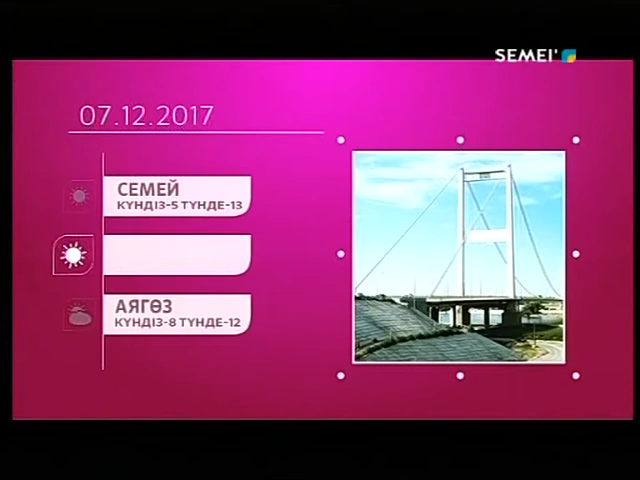 SEMEI'
07.12.2017
СЕМЕЙ
КҮНДІЗ-5 ТҮНДЕ-13
АЯГӨЗ
КҮНДІЗ-8 ТҮНДЕ-12